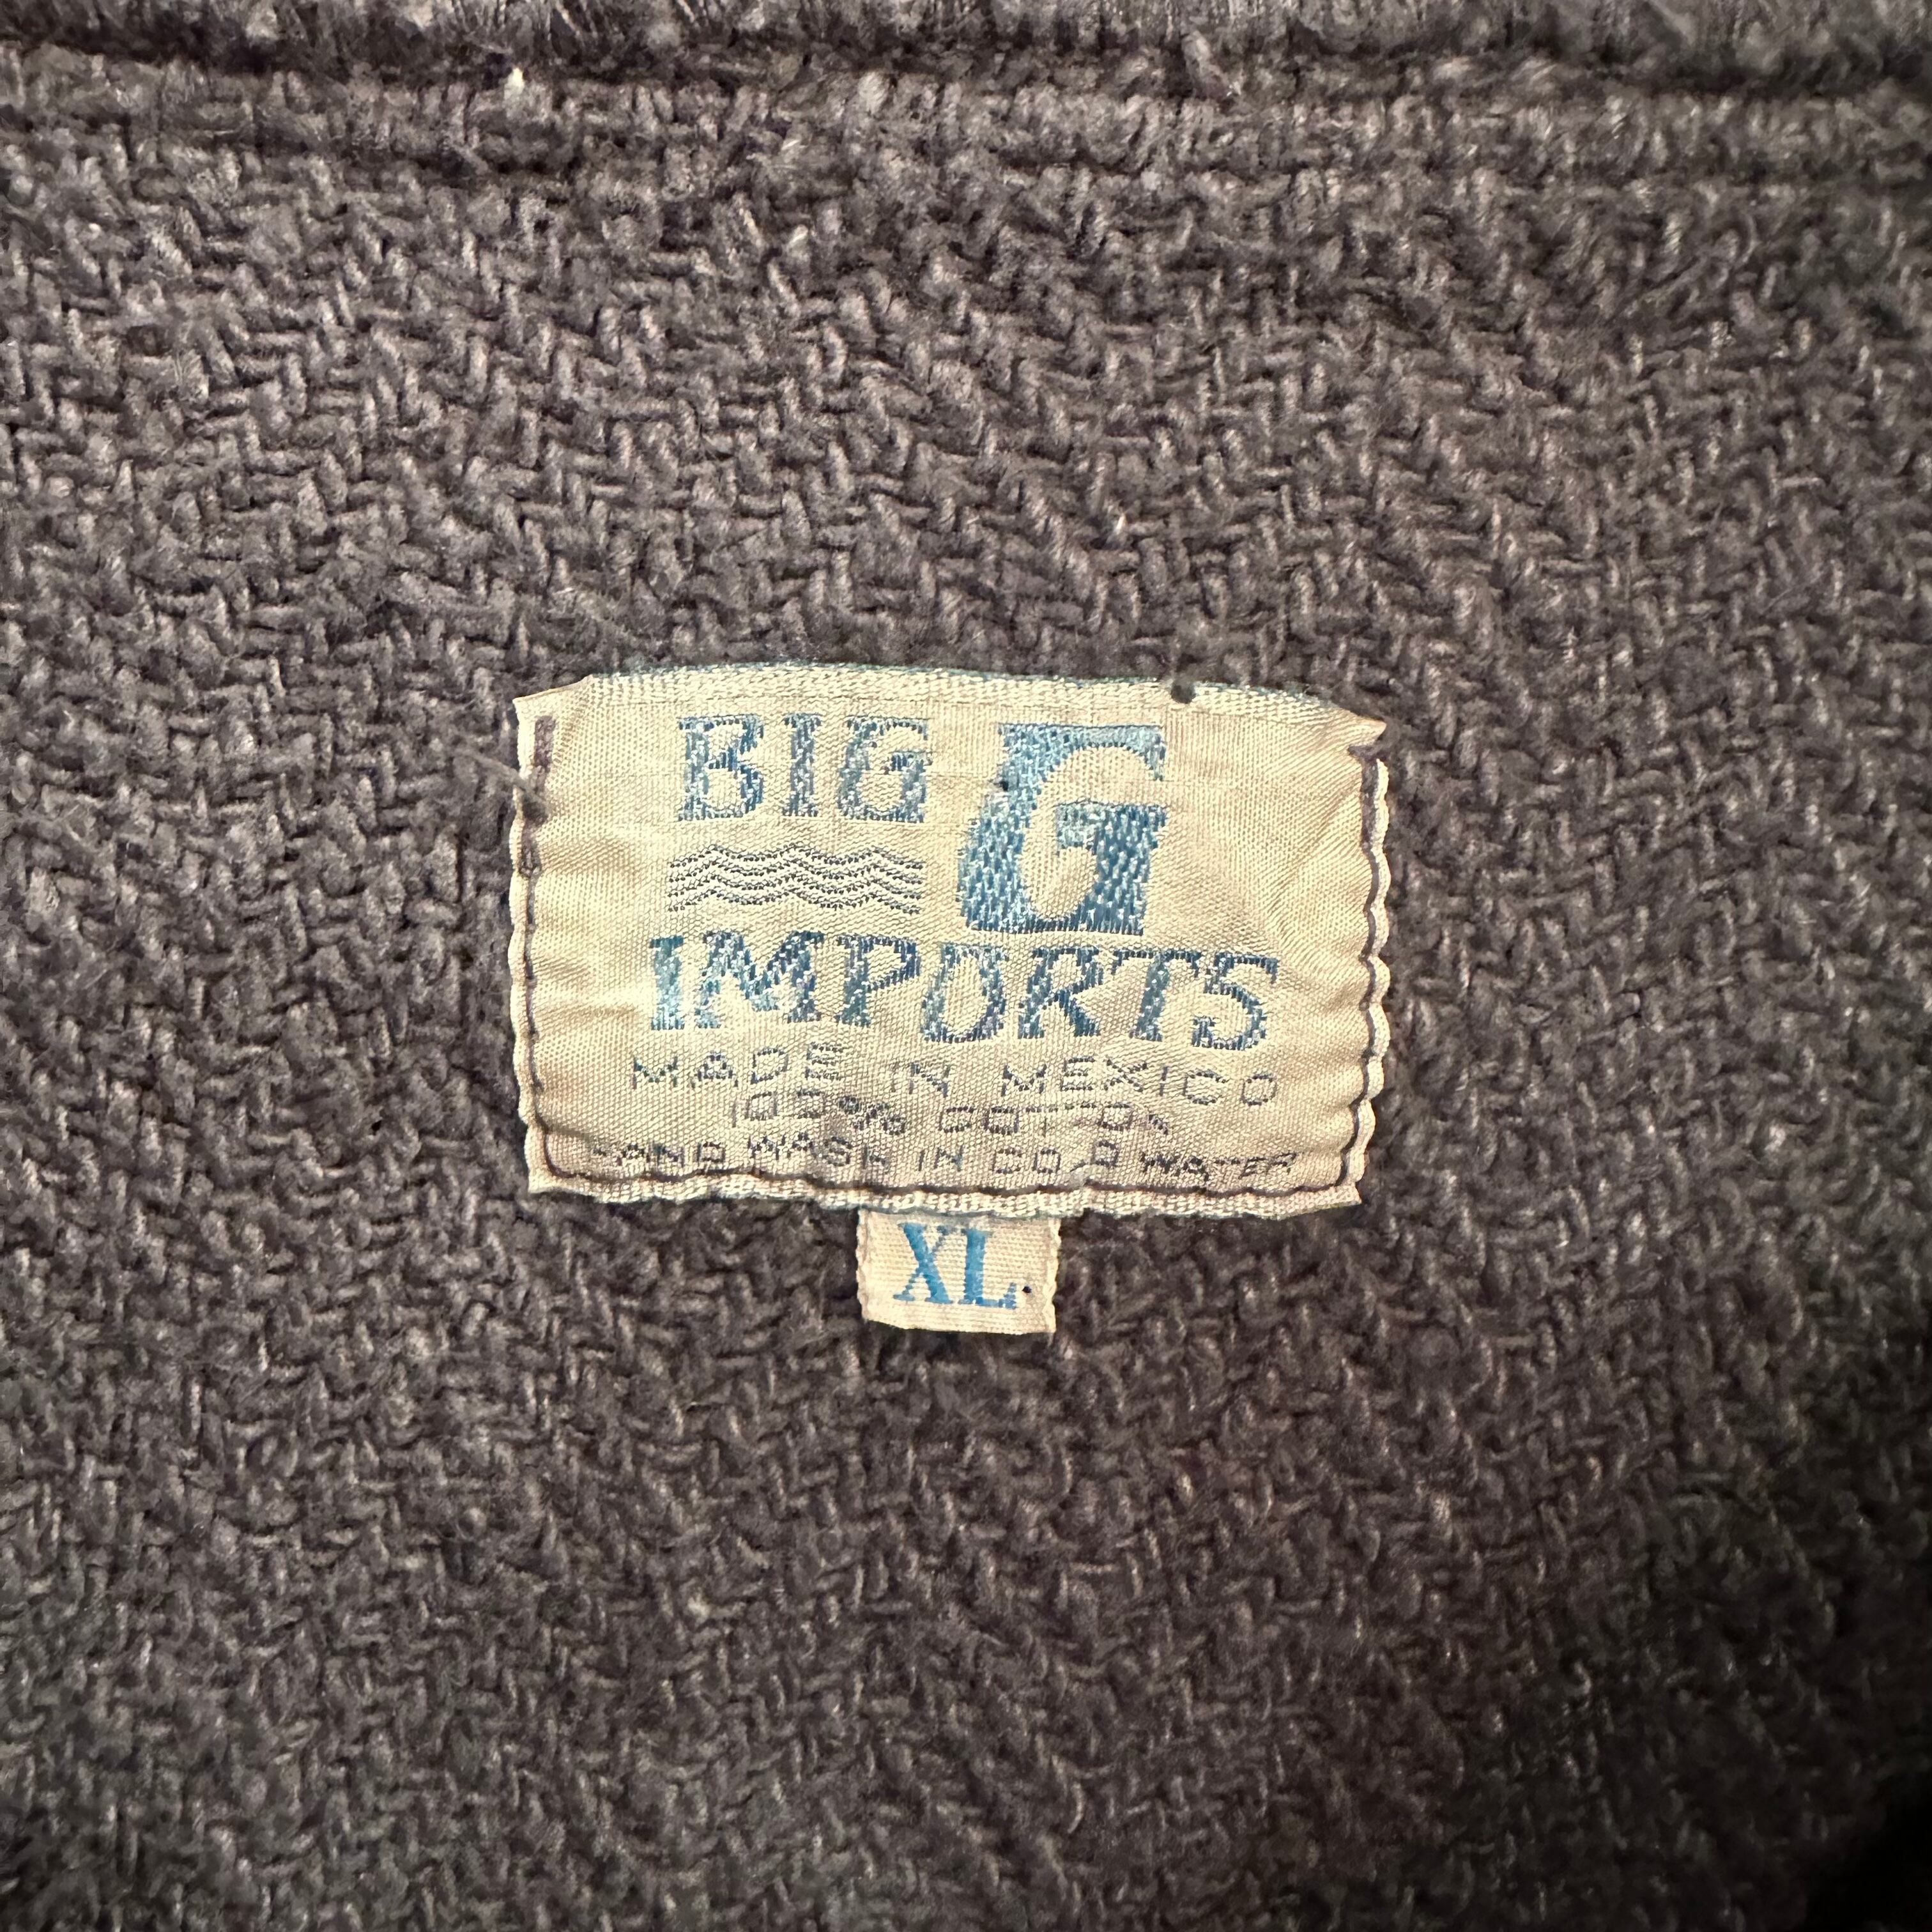 BIG G
IMPORTS
MADE IN MEXICO
100% COTTON
HAND WASH IN COLD WATER
XL.